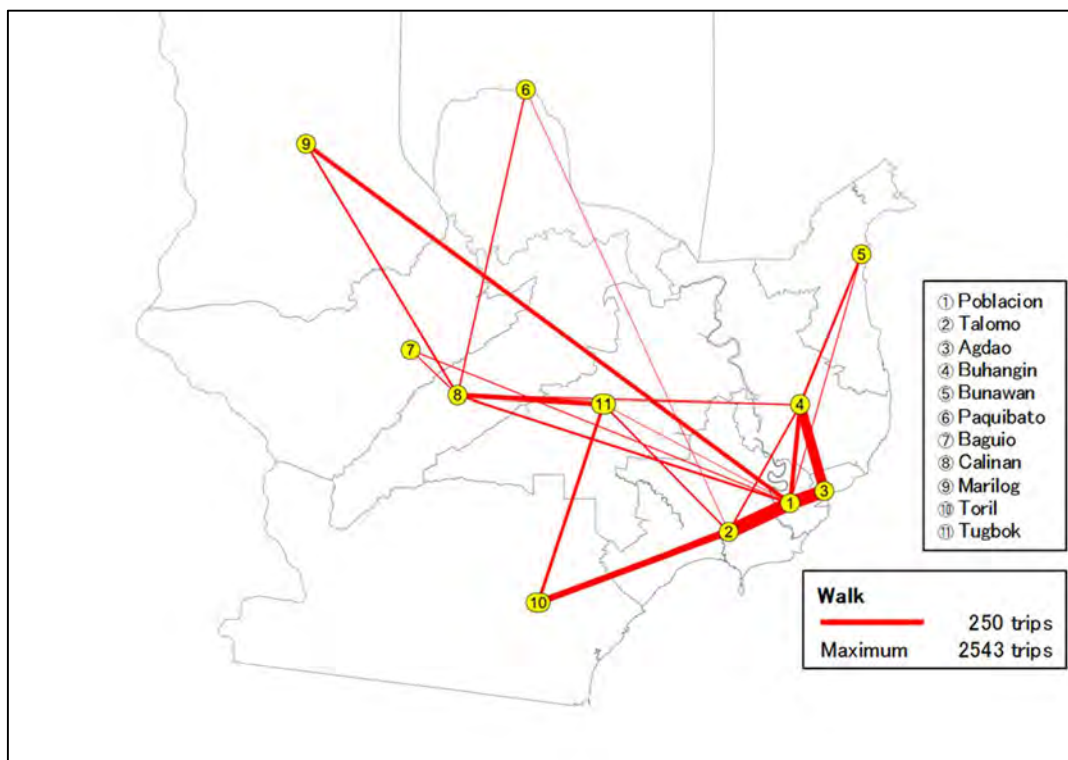 6
9
5
7
8
11
4
3
1
2
10
① Poblacion
② Talomo
③ Agdao
④ Buhangin
⑤ Bunawan
⑥ Paquibato
⑦ Baguio
⑧ Calinan
⑨ Marilog
⑩ Toril
⑪ Tugbok
Walk
250 trips
Maximum 2543 trips